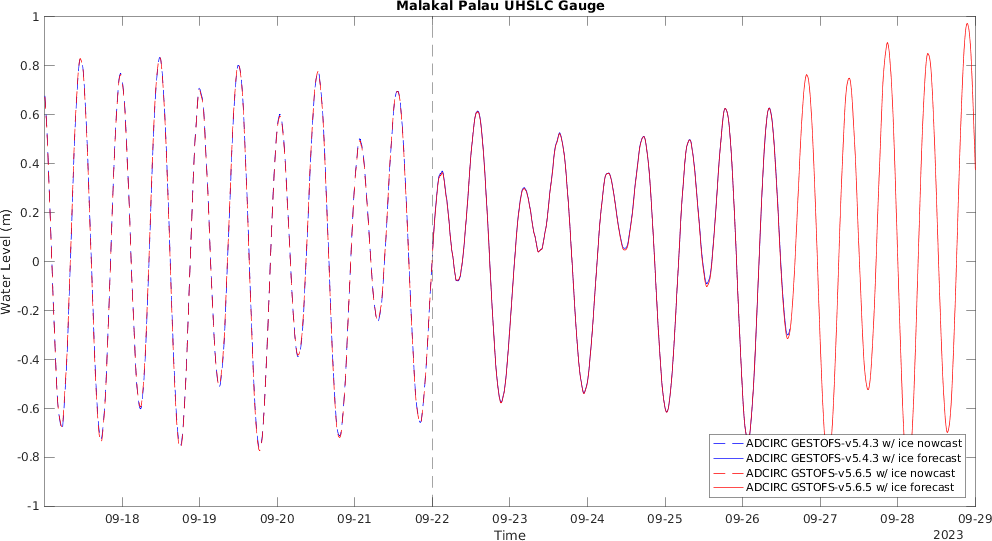 Malakal Palau UHSLC Gauge
1
0.8
0.6
0.4
0.2
0
-0.2
-0.4
-0.6
-0.8
-1
Water Level (m)
ADCIRC GESTOFS-v5.4.3 w/ ice nowcast
ADCIRC GESTOFS-v5.4.3 w/ ice forecast
ADCIRC GSTOFS-v5.6.5 w/ ice nowcast
ADCIRC GSTOFS-v5.6.5 w/ ice forecast
09-18 09-19 09-20 09-21 09-22 09-23 09-24 09-25 09-26 09-27 09-28 09-29
Time
2023